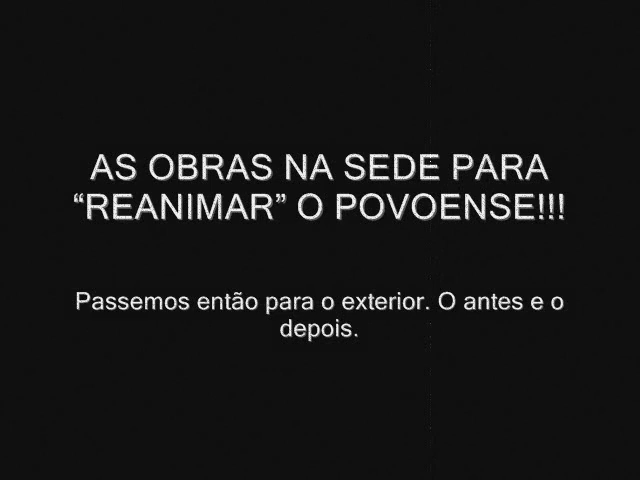 AS OBRAS NA SEDE PARA
“REANIMAR” O POVOENSE!!!
Passemos então para o exterior. O antes e o
depois.